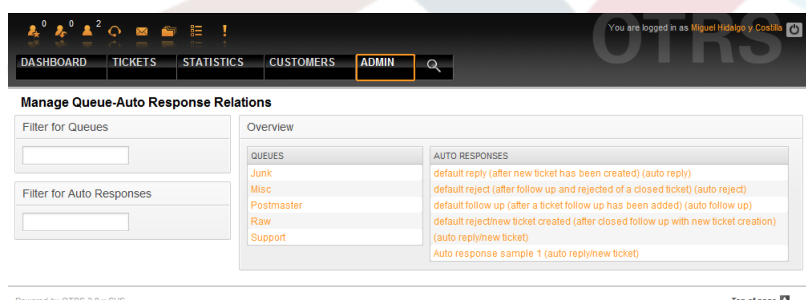 0 0 2
You are logged in as Miguel Hidalgo y Costilla
OTRS
DASHBOARD TICKETS STATISTICS CUSTOMERS ADMIN
Manage Queue-Auto Response Relations
Filter for Queues
Filter for Auto Responses
Overview
QUEUES
Junk
Misc
Postmaster
Raw
Support
AUTO RESPONSES
default reply (after new ticket has been created) (auto reply)
default reject (after follow up and rejected of a closed ticket) (auto reject)
default follow up (after a ticket follow up has been added) (auto follow up)
default reject/new ticket created (after closed follow up with new ticket creation)
(auto reply/new ticket)
Auto response sample 1 (auto reply/new ticket)
Top of page